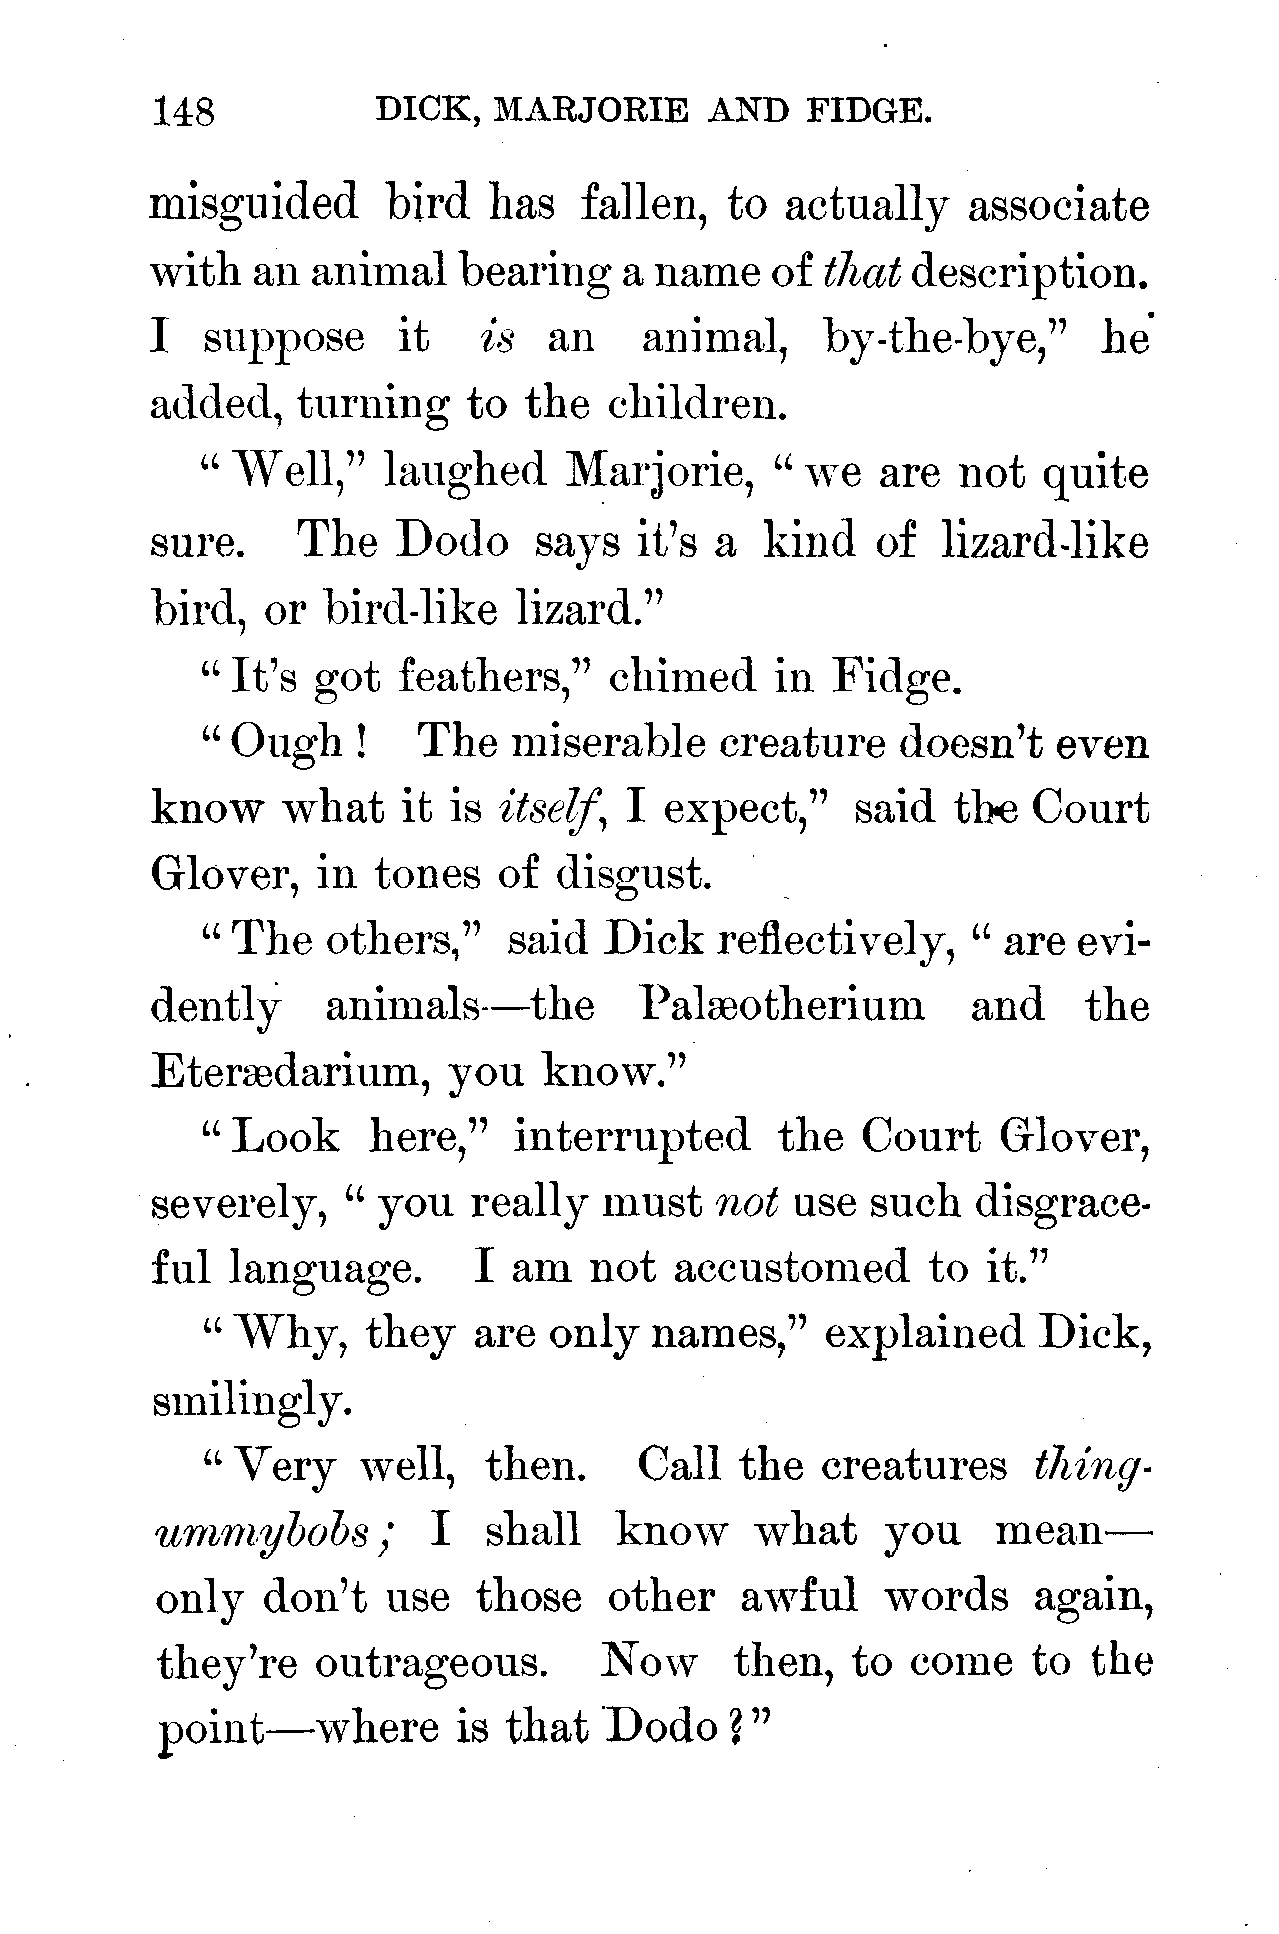 148 DICK, MARJORIE AND FIDGE.
misguided bird has fallen, to actually associate
with an animal bearing a name of that description.
I suppose it is an animal, by-the-bye,” he
added, turning to the children.
“Well,” laughed Marjorie, “we are not quite
sure. The Dodo says it’s a kind of lizard-like
bird, or bird-like lizard.”
“It’s got feathers,” chimed in Fidge.
“Ough! The miserable creature doesn’t even
know what it is itself, I expect,” said the Court
Glover, in tones of disgust.
“The others,” said Dick reflectively, “are evi-
dently animals—the Palæotherium and the
Eterædarium, you know.”
“Look here,” interrupted the Court Glover,
severely, “you really must not use such disgrace-
ful language. I am not accustomed to it.”
“Why, they are only names,” explained Dick,
smilingly.
“Very well, then. Call the creatures thing-
ummybobs; I shall know what you mean—
only don’t use those other awful words again,
they’re outrageous. Now then, to come to the
point—where is that Dodo?”